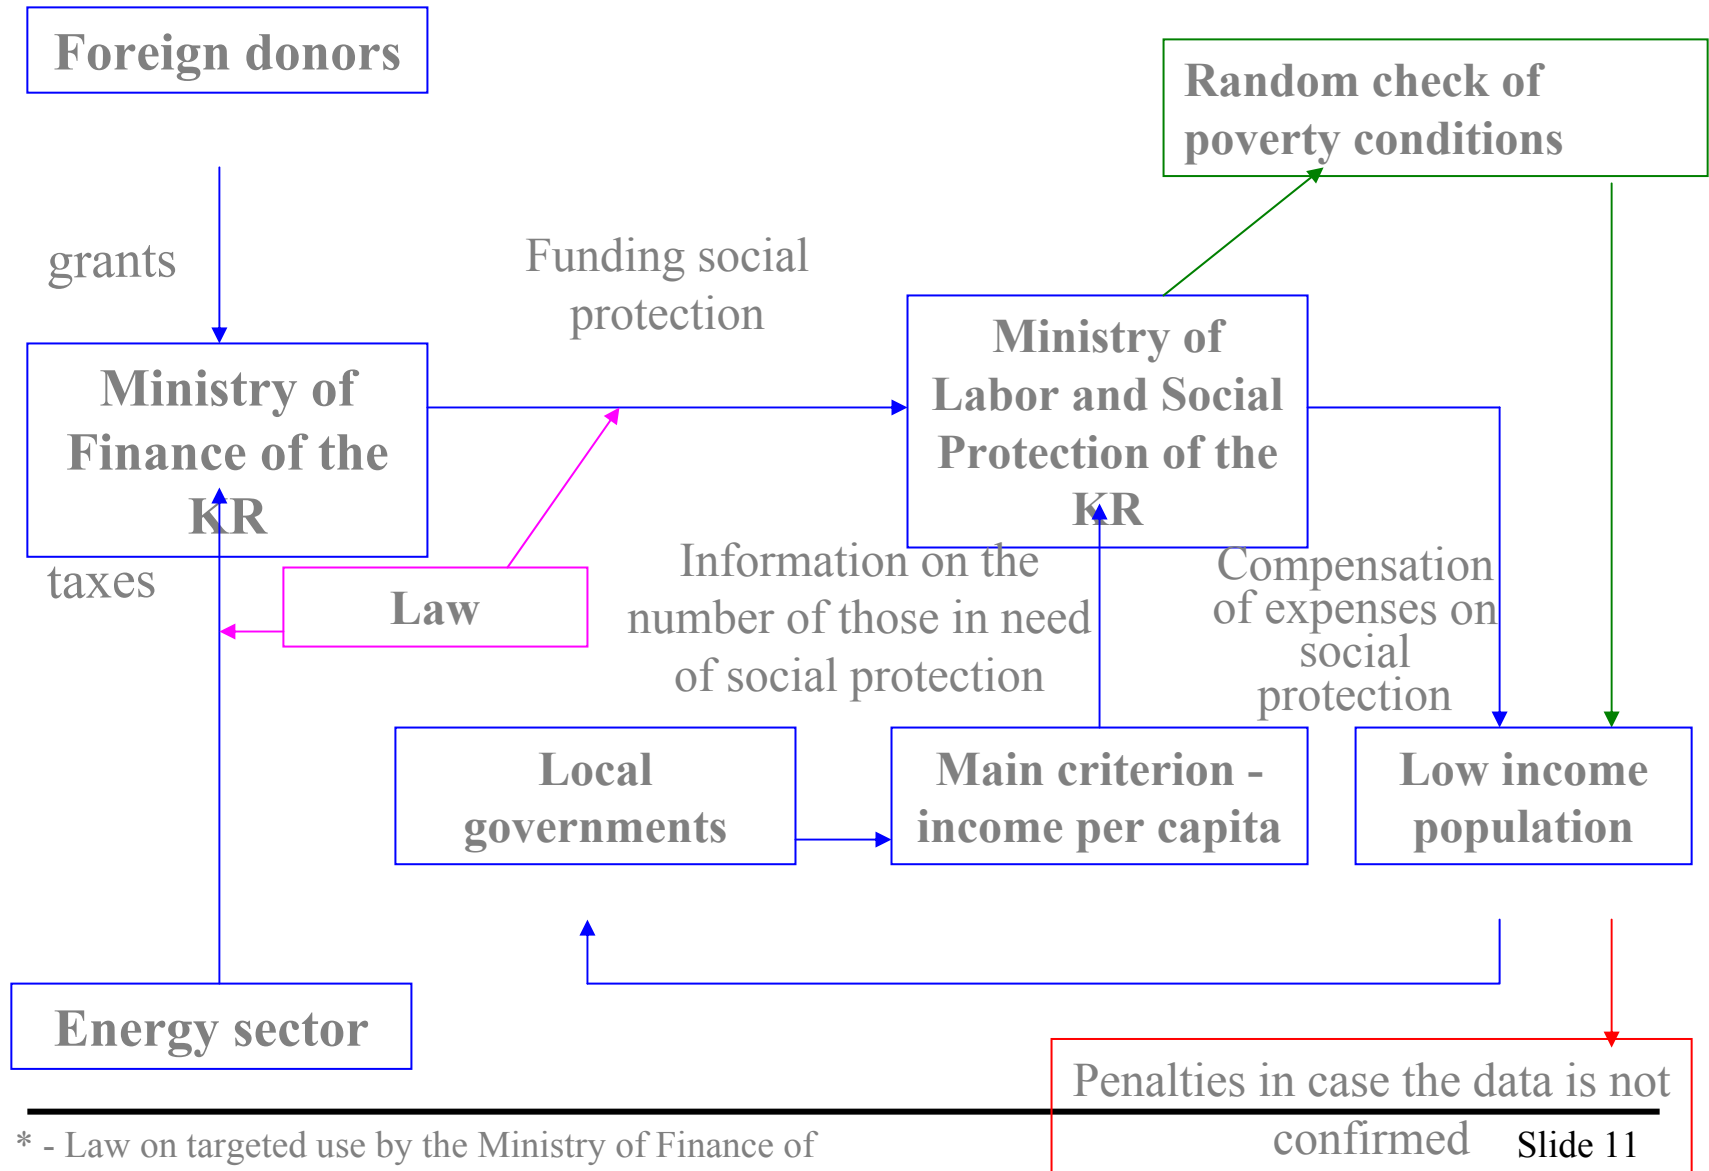 Foreign donors
Random check of
poverty conditions
grants
Funding social
protection
Ministry of
Finance of the
KR
Ministry of
Labor and Social
Protection of the
KR
taxes
Law
Information on the
number of those in need
of social protection
Compensation
of expenses on
social
protection
Local
governments
Main criterion -
income per capita
Low income
population
Energy sector
Penalties in case the data is not
confirmed
* - Law on targeted use by the Ministry of Finance of
Slide 11